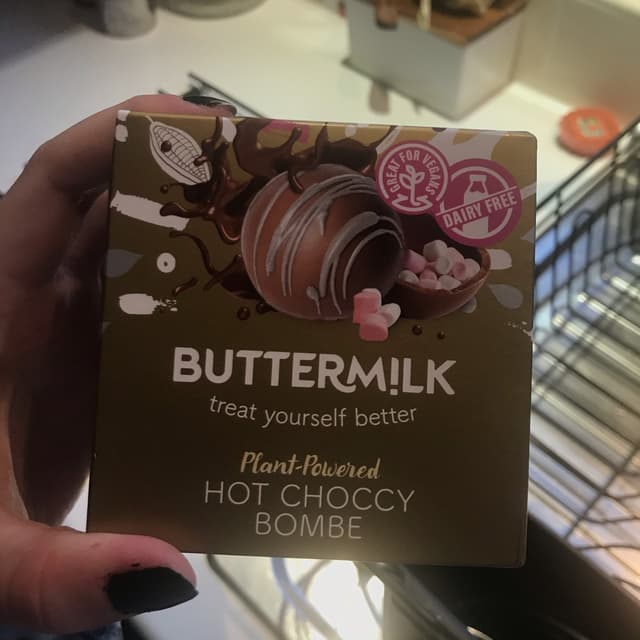 GREAT FOR VEGANS
DAIRY FREE
BUTTERM!LK
treat yourself better
Plant-Powered
HOT CHOCCY
BOMBE